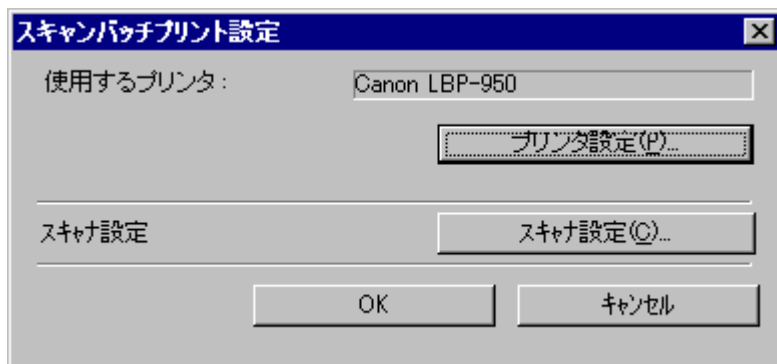 スキャンバッチプリント設定
使用するプリンタ: Canon LBP-950
プリンタ設定(P)...
スキャナ設定 スキャナ設定(C)...
OK キャンセル